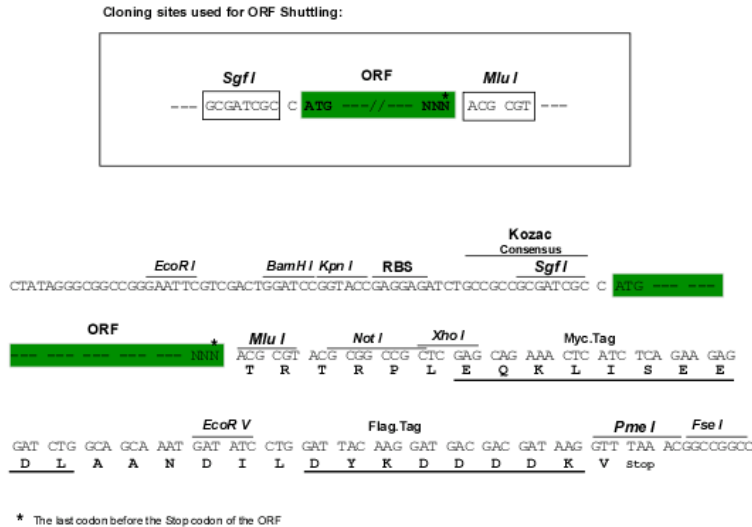 Cloning sites used for ORF Shuttling:
Sgf I ORF Mlu I
--- GCGATCGC C ATG ---//--- NNN* ACG CGT ---
Kozac
Consensus
EcoR I BamH I Kpn I RBS Sgf I
CTATAGGGCGGCCGGGAATTCGTCGACTGGATCCGGTACCGAGGAGATCTGCCGCCGCGATCGC C ATG --- ---
ORF Mlu I Not I Xho I Myc.Tag
--- --- --- --- --- NNN* ACG CGT ACG CGG CCG CTC GAG CAG AAA CTC ATC TCA GAA GAG
T R T R P L E Q K L I S E E
EcoR V Flag.Tag Pme I Fse I
GAT CTG GCA GCA AAT GAT ATC CTG GAT TAC AAG GAT GAC GAC GAT AAG GTT TAA ACGGCCGGCC
D L A A N D I L D Y K D D D D K V Stop
* The last codon before the Stop codon of the ORF